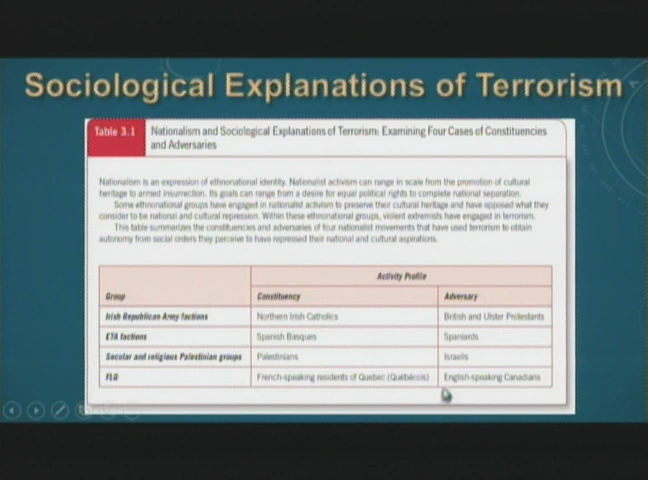 Sociological Explanations of Terrorism
Table 3.1
Nationalism and Sociological Explanations of Terrorism: Examining Four Cases of Constituencies
and Adversaries
Nationalism is an expression of ethnonational identity. Nationalist activism can range in scale from the promotion of cultural
heritage to armed insurrection. Its goals can range from a desire for equal political rights to complete national separation.
Some ethnonational groups have engaged in nationalist activism to preserve their cultural heritage and have opposed what they
consider to be national and cultural repression. Within these ethnonational groups, violent extremists have engaged in terrorism.
This table summarizes the constituencies and adversaries of four nationalist movements that have used terrorism to obtain
autonomy from social orders they perceive to have repressed their national and cultural aspirations.
Activity Profile
Group Constituency Adversary
Irish Republican Army factions Northern Irish Catholics British and Ulster Protestants
ETA factions Spanish Basques Spaniards
Secular and religious Palestinian groups Palestinians Israelis
FLQ French-speaking residents of Quebec (Québécois) English-speaking Canadians